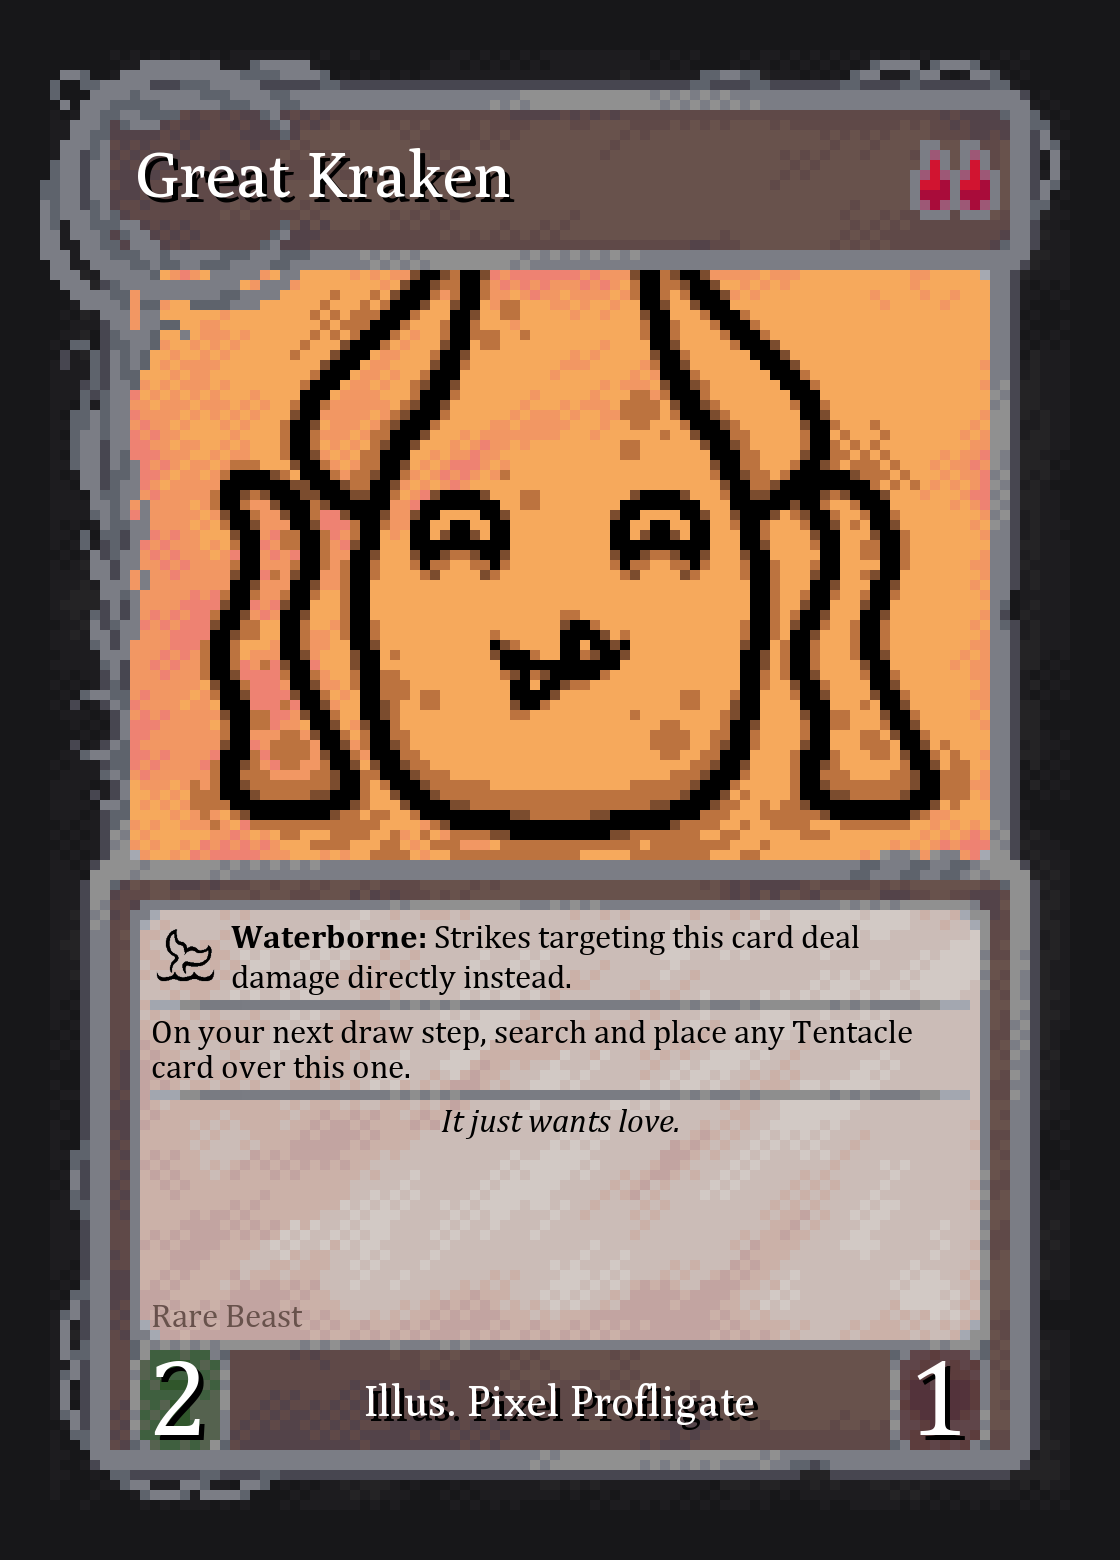 Great Kraken
Waterborne: Strikes targeting this card deal
damage directly instead.
On your next draw step, search and place any Tentacle
card over this one.
It just wants love.
Rare Beast
2
Illus. Pixel Profligate
1